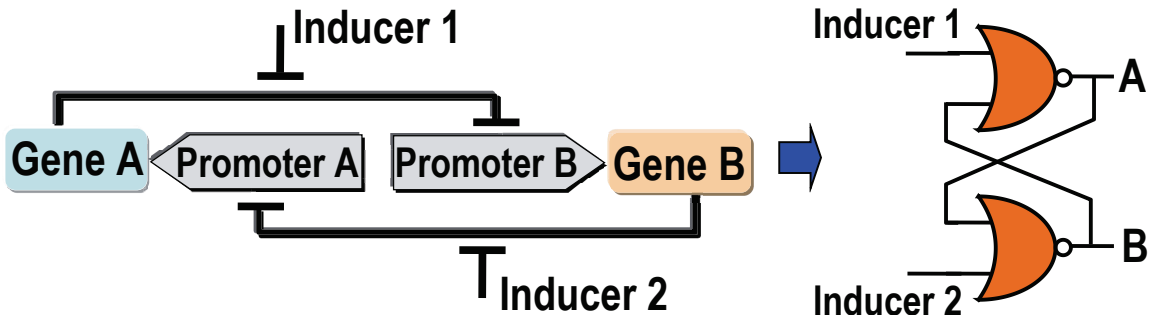 Inducer 1
Gene A
Promoter A
Promoter B
Gene B
Inducer 2
Inducer 1
A
B
Inducer 2